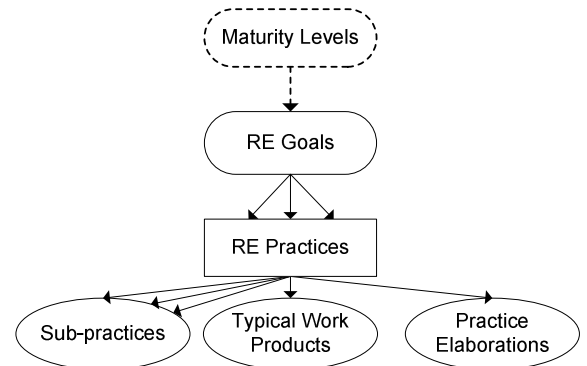 Maturity Levels
RE Goals
RE Practices
Sub-practices
Typical Work
Products
Practice
Elaborations